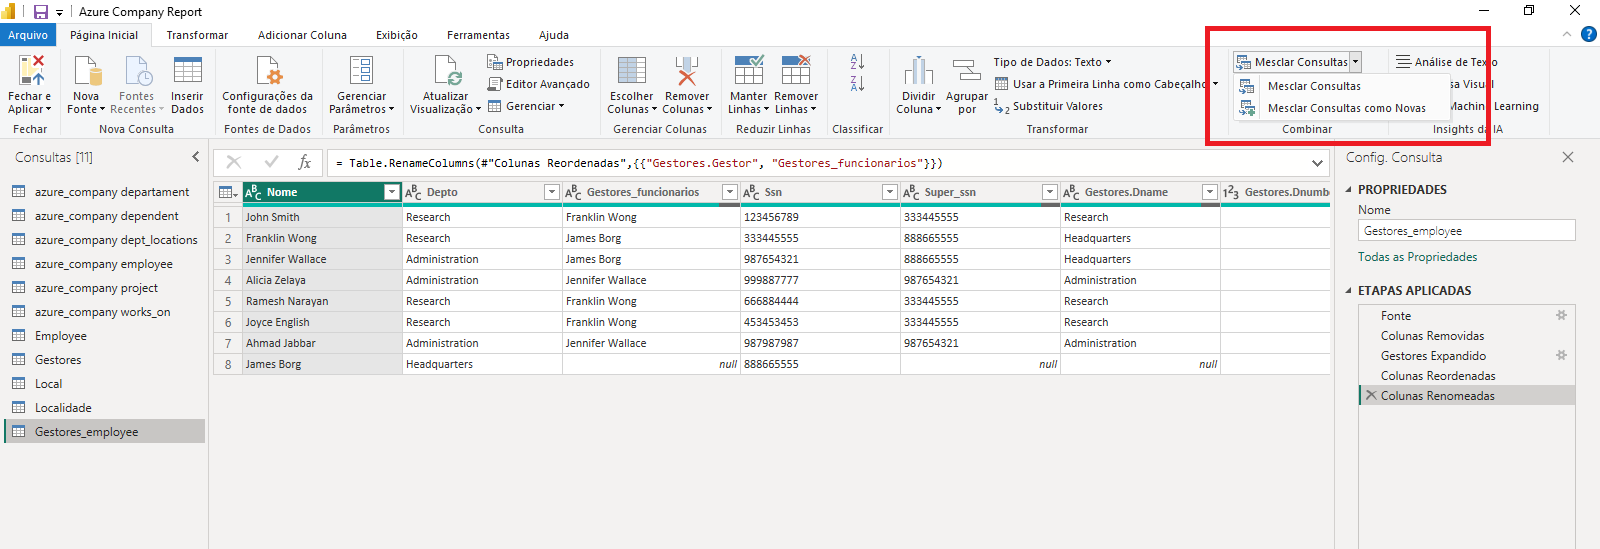 Azure Company Report
Arquivo Página Inicial Transformar Adicionar Coluna Exibição Ferramentas Ajuda
Fechar e Aplicar
Fechar
Nova Fonte
Fontes Recentes
Inserir Dados
Nova Consulta
Configurações da fonte de dados
Fontes de Dados
Gerenciar Parâmetros
Parâmetros
Atualizar Visualização
Propriedades
Editor Avançado
Gerenciar
Consulta
Escolher Colunas
Remover Colunas
Gerenciar Colunas
Manter Linhas
Remover Linhas
Reduzir Linhas
Classificar
Dividir Coluna
Agrupar por
Tipo de Dados: Texto
Usar a Primeira Linha como Cabeçalho
Substituir Valores
Transformar
Mesclar Consultas
Mesclar Consultas
Mesclar Consultas como Novas
Combinar
Análise de Texto
sa Visual
Machine Learning
Insights da IA
Consultas [11]
azure_company departament
azure_company dependent
azure_company dept_locations
azure_company employee
azure_company project
azure_company works_on
Employee
Gestores
Local
Localidade
Gestores_employee
= Table.RenameColumns(#"Colunas Reordenadas",{{"Gestores.Gestor", "Gestores_funcionarios"}})
Nome Depto Gestores_funcionarios Ssn Super_ssn Gestores.Dname Gestores.Dnumb
1 John Smith Research Franklin Wong 123456789 333445555 Research
2 Franklin Wong Research James Borg 333445555 888665555 Headquarters
3 Jennifer Wallace Administration James Borg 987654321 888665555 Headquarters
4 Alicia Zelaya Administration Jennifer Wallace 999887777 987654321 Administration
5 Ramesh Narayan Research Franklin Wong 666884444 333445555 Research
6 Joyce English Research Franklin Wong 453453453 333445555 Research
7 Ahmad Jabbar Administration Jennifer Wallace 987987987 987654321 Administration
8 James Borg Headquarters null 888665555 null null
Config. Consulta
PROPRIEDADES
Nome
Gestores_employee
Todas as Propriedades
ETAPAS APLICADAS
Fonte
Colunas Removidas
Gestores Expandido
Colunas Reordenadas
Colunas Renomeadas